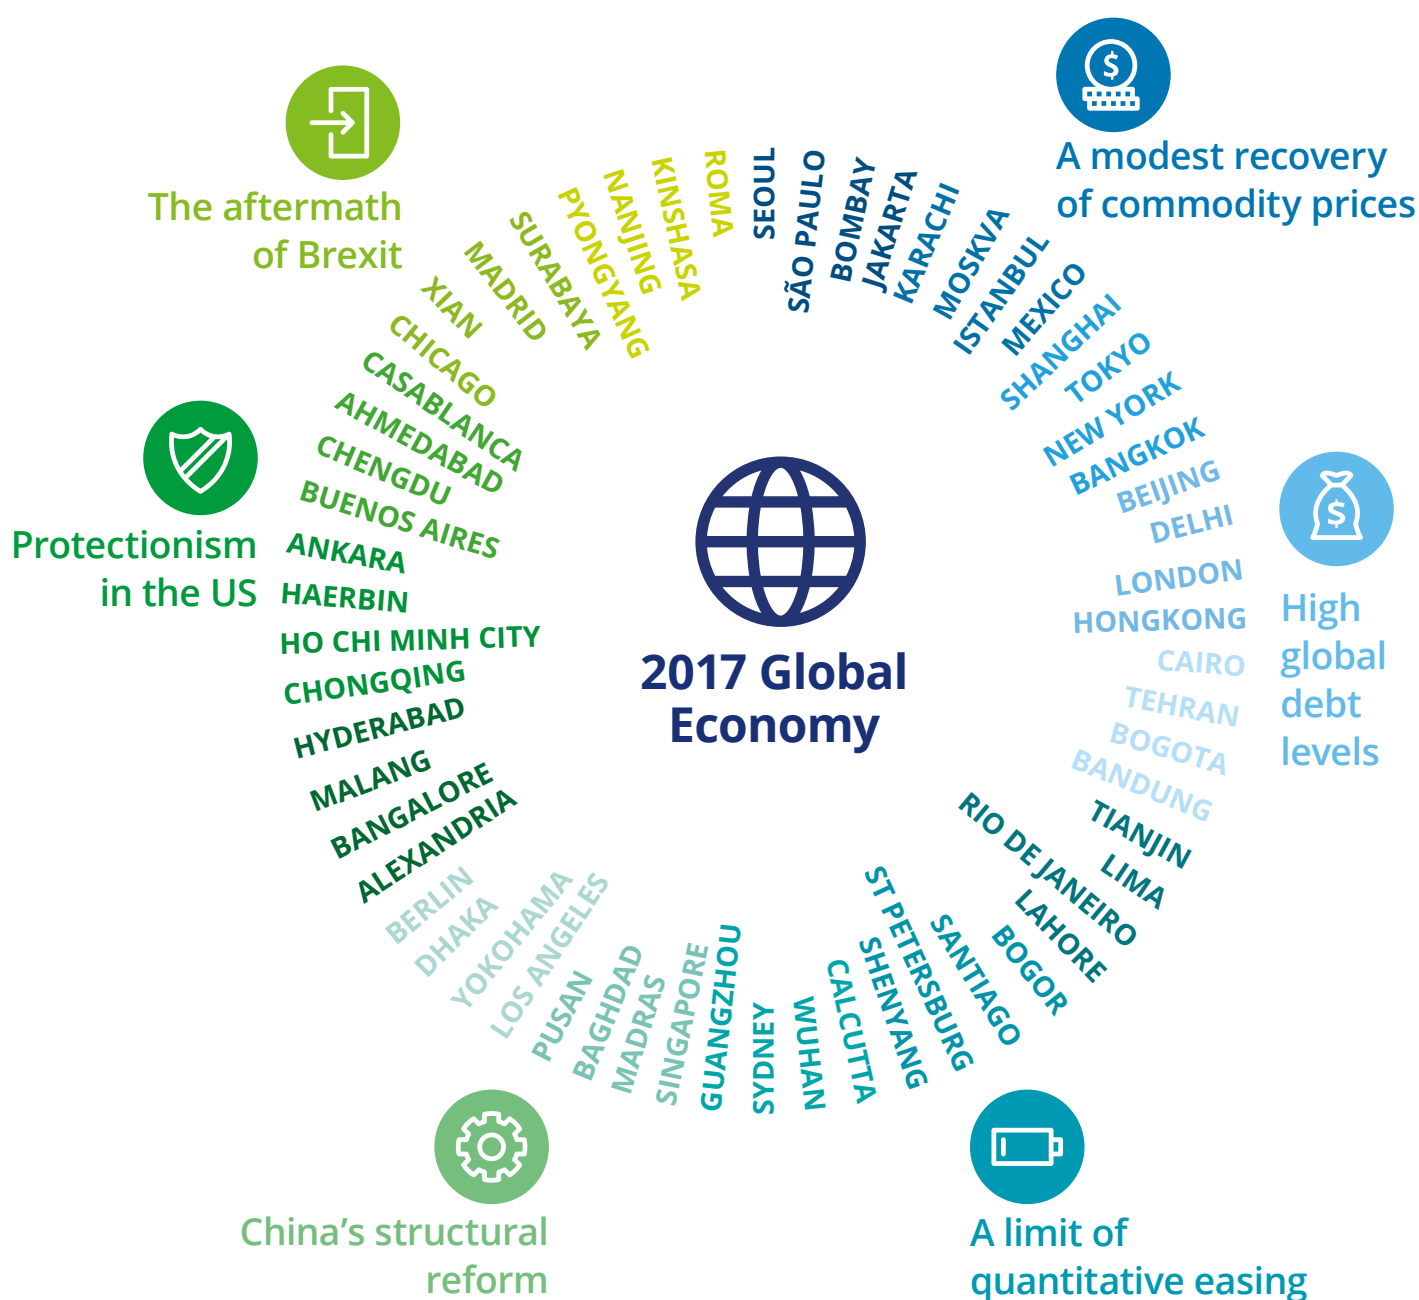 The aftermath
of Brexit
A modest recovery
of commodity prices
Protectionism
in the US
High
global
debt
levels
China’s structural
reform
A limit of
quantitative easing
2017 Global
Economy
SEOUL
SÃO PAULO
BOMBAY
JAKARTA
KARACHI
MOSKVA
ISTANBUL
MEXICO
SHANGHAI
TOKYO
NEW YORK
BANGKOK
BEIJING
DELHI
LONDON
HONGKONG
CAIRO
TEHRAN
BOGOTA
BANDUNG
TIANJIN
LIMA
RIO DE JANEIRO
LAHORE
BOGOR
SANTIAGO
ST PETERSBURG
SHENYANG
CALCUTTA
WUHAN
SYDNEY
GUANGZHOU
SINGAPORE
MADRAS
BAGHDAD
PUSAN
LOS ANGELES
YOKOHAMA
DHAKA
BERLIN
ALEXANDRIA
BANGALORE
MALANG
HYDERABAD
CHONGQING
HO CHI MINH CITY
HAERBIN
ANKARA
BUENOS AIRES
CHENGDU
AHMEDABAD
CASABLANCA
CHICAGO
XIAN
MADRID
SURABAYA
PYONGYANG
NANJING
KINSHASA
ROMA
$
$